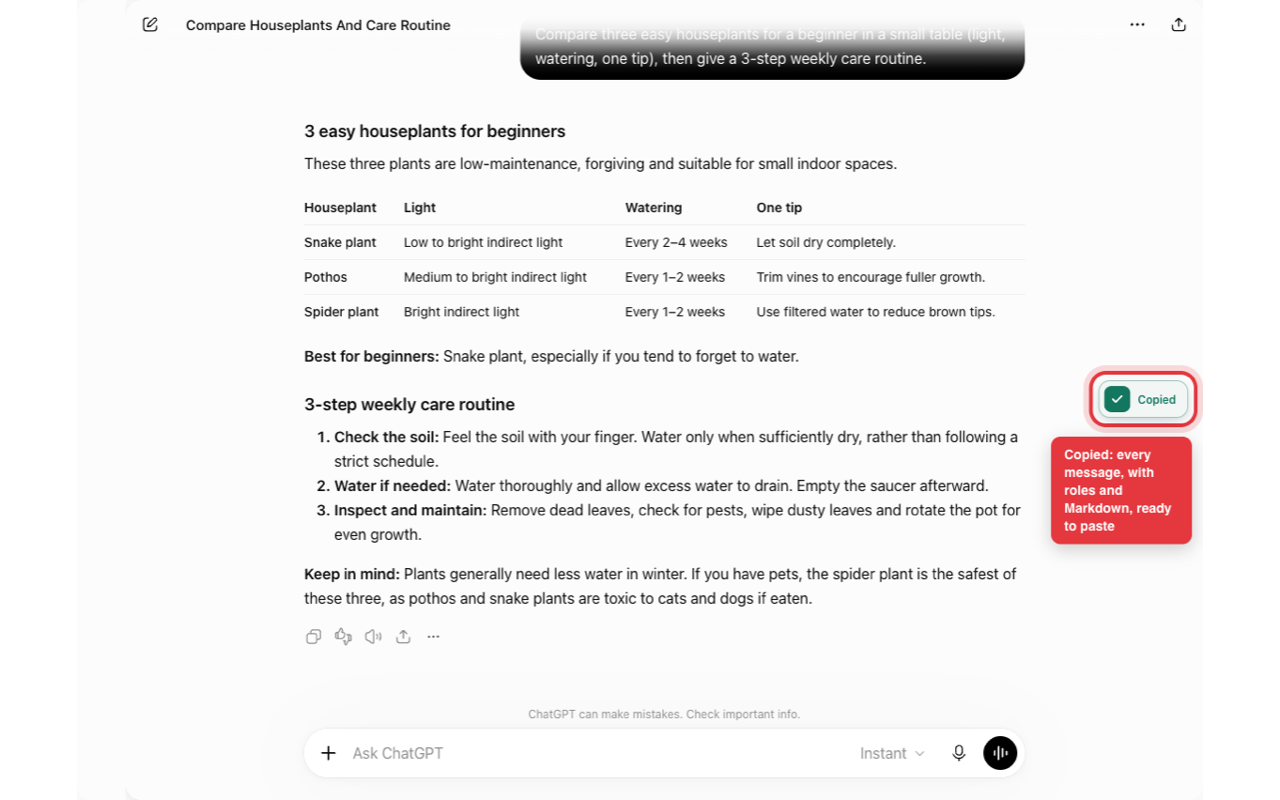 Compare Houseplants And Care Routine
Compare three easy houseplants for a beginner in a small table (light,
watering, one tip), then give a 3-step weekly care routine.
3 easy houseplants for beginners
These three plants are low-maintenance, forgiving and suitable for small indoor spaces.
Houseplant Light Watering One tip
Snake plant Low to bright indirect light Every 2–4 weeks Let soil dry completely.
Pothos Medium to bright indirect light Every 1–2 weeks Trim vines to encourage fuller growth.
Spider plant Bright indirect light Every 1–2 weeks Use filtered water to reduce brown tips.
Best for beginners: Snake plant, especially if you tend to forget to water.
3-step weekly care routine
1. Check the soil: Feel the soil with your finger. Water only when sufficiently dry, rather than following a
strict schedule.
2. Water if needed: Water thoroughly and allow excess water to drain. Empty the saucer afterward.
3. Inspect and maintain: Remove dead leaves, check for pests, wipe dusty leaves and rotate the pot for
even growth.
Keep in mind: Plants generally need less water in winter. If you have pets, the spider plant is the safest of
these three, as pothos and snake plants are toxic to cats and dogs if eaten.
Copied
Copied: every
message, with
roles and
Markdown, ready
to paste
ChatGPT can make mistakes. Check important info.
Ask ChatGPT
Instant